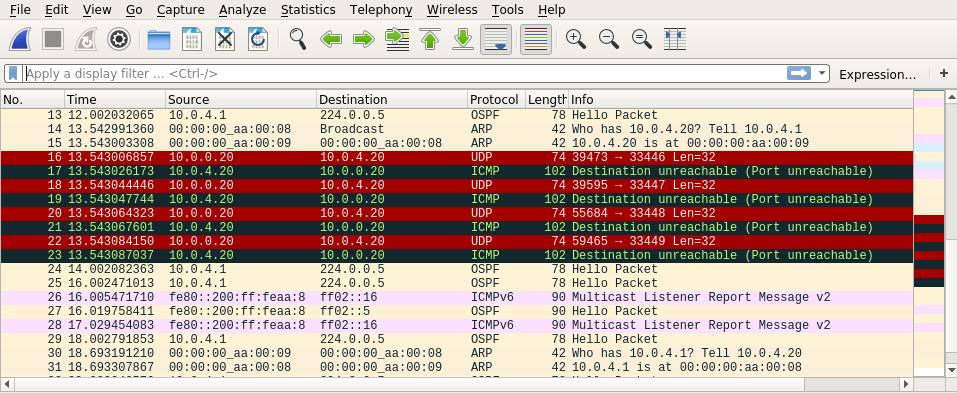 File Edit View Go Capture Analyze Statistics Telephony Wireless Tools Help
Apply a display filter ... <Ctrl-/> Expression... +
No. Time Source Destination Protocol Length Info
13 12.002032065 10.0.4.1 224.0.0.5 OSPF 78 Hello Packet
14 13.542991360 00:00:00_aa:00:08 Broadcast ARP 42 Who has 10.0.4.20? Tell 10.0.4.1
15 13.543003308 00:00:00_aa:00:09 00:00:00_aa:00:08 ARP 42 10.0.4.20 is at 00:00:00:aa:00:09
16 13.543006857 10.0.0.20 10.0.4.20 UDP 74 39473 → 33446 Len=32
17 13.543026173 10.0.0.20 10.0.4.20 ICMP 102 Destination unreachable (Port unreachable)
18 13.543044446 10.0.0.20 10.0.4.20 UDP 74 39595 → 33447 Len=32
19 13.543047744 10.0.0.20 10.0.4.20 ICMP 102 Destination unreachable (Port unreachable)
20 13.543064323 10.0.0.20 10.0.4.20 UDP 74 55684 → 33448 Len=32
21 13.543067601 10.0.0.20 10.0.4.20 ICMP 102 Destination unreachable (Port unreachable)
22 13.543084150 10.0.0.20 10.0.4.20 UDP 74 59465 → 33449 Len=32
23 13.543087037 10.0.0.20 10.0.4.20 ICMP 102 Destination unreachable (Port unreachable)
24 14.002082363 10.0.4.1 224.0.0.5 OSPF 78 Hello Packet
25 16.002471013 10.0.4.1 224.0.0.5 OSPF 78 Hello Packet
26 16.005471710 fe80::200:ff:feaa:8 ff02::16 ICMPv6 90 Multicast Listener Report Message v2
27 16.019758411 fe80::200:ff:feaa:8 ff02::5 OSPF 90 Hello Packet
28 17.029454083 fe80::200:ff:feaa:8 ff02::16 ICMPv6 90 Multicast Listener Report Message v2
29 18.002791853 10.0.4.1 224.0.0.5 OSPF 78 Hello Packet
30 18.693191210 00:00:00_aa:00:09 00:00:00_aa:00:08 ARP 42 Who has 10.0.4.1? Tell 10.0.4.20
31 18.693307867 00:00:00_aa:00:08 00:00:00_aa:00:09 ARP 42 10.0.4.1 is at 00:00:00:aa:00:08